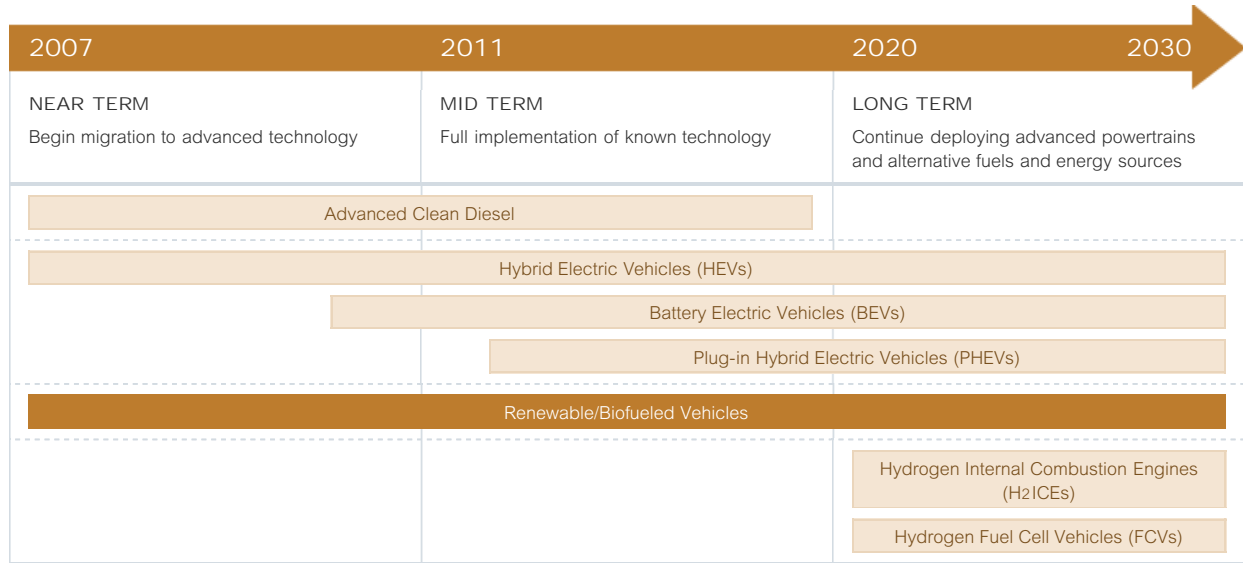 2007 2011 2020 2030
NEAR TERM
Begin migration to advanced technology
MID TERM
Full implementation of known technology
LONG TERM
Continue deploying advanced powertrains
and alternative fuels and energy sources
Advanced Clean Diesel
Hybrid Electric Vehicles (HEVs)
Battery Electric Vehicles (BEVs)
Plug-in Hybrid Electric Vehicles (PHEVs)
Renewable/Biofueled Vehicles
Hydrogen Internal Combustion Engines
(H2ICEs)
Hydrogen Fuel Cell Vehicles (FCVs)